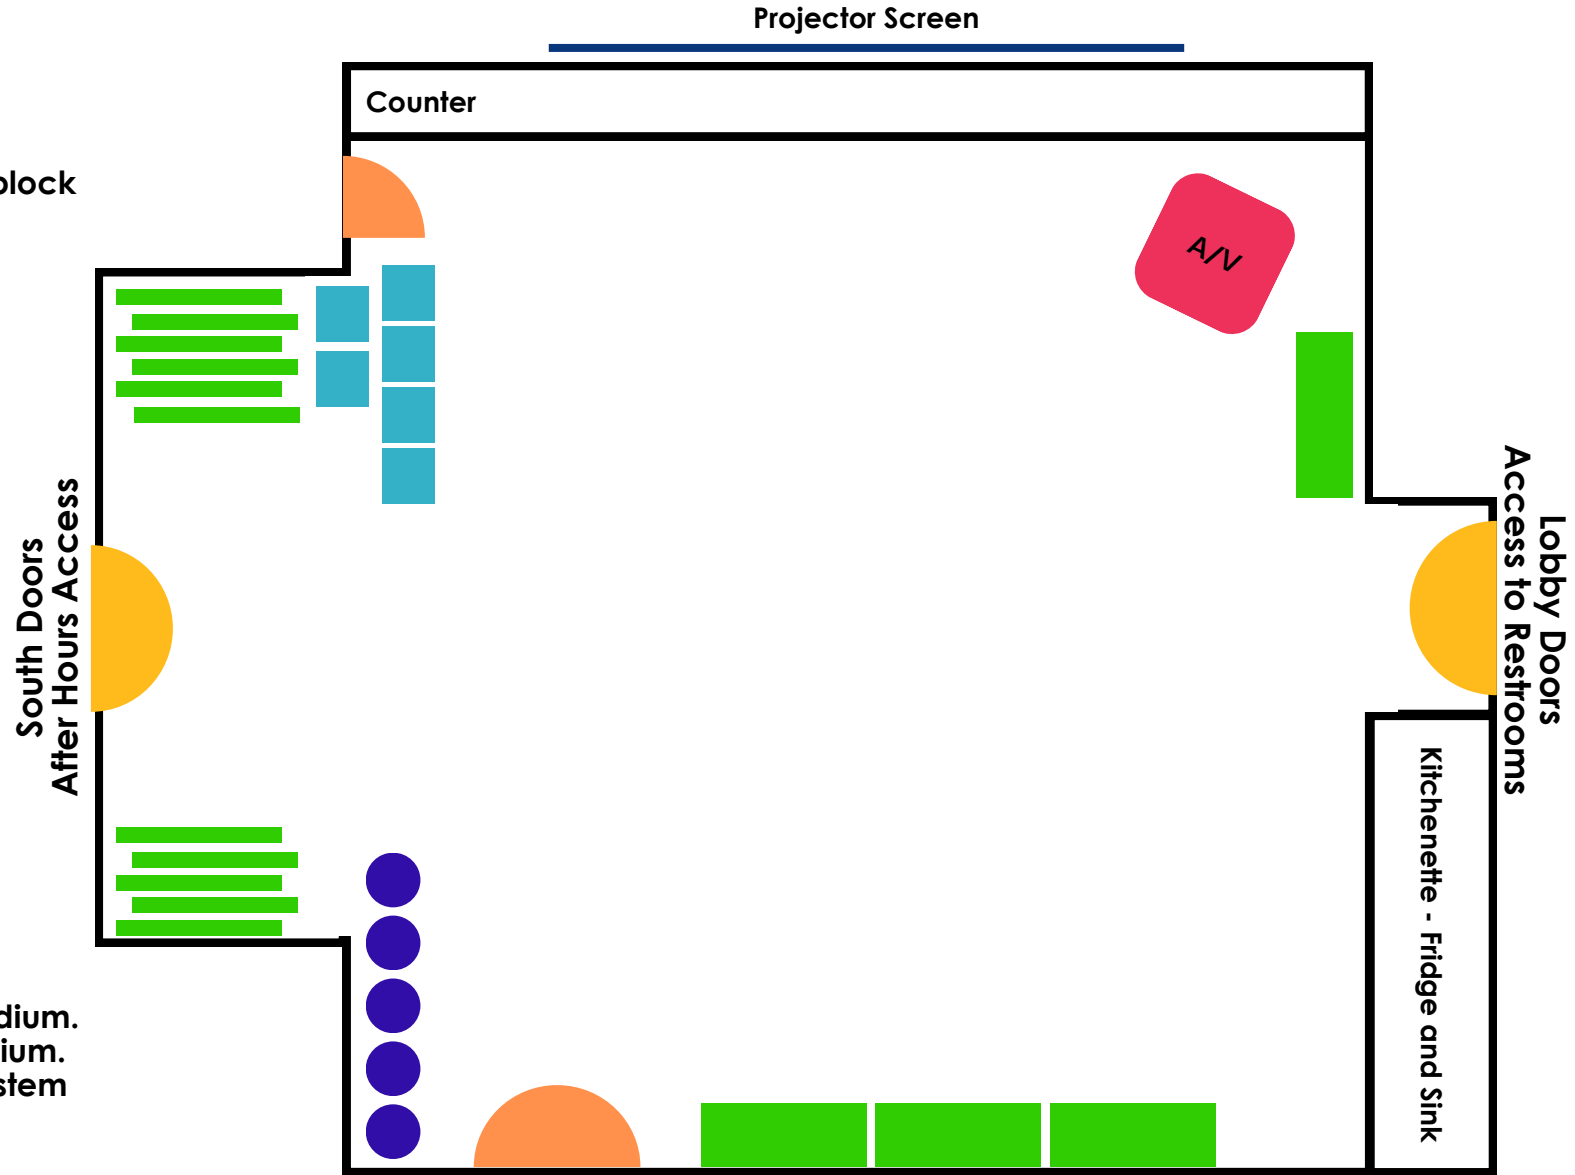 Projector Screen
Counter
block
A/V
South Doors
After Hours Access
Lobby Doors
Access to Restrooms
Kitchenette - Fridge and Sink
dium.
ium.
stem